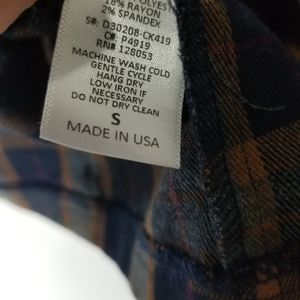 8% RAYON
2% SPANDEX
S#: D30208-CK419
C#: P4919
RN# 128053
MACHINE WASH COLD
GENTLE CYCLE
HANG DRY
LOW IRON IF
NECESSARY
DO NOT DRY CLEAN
S
MADE IN USA